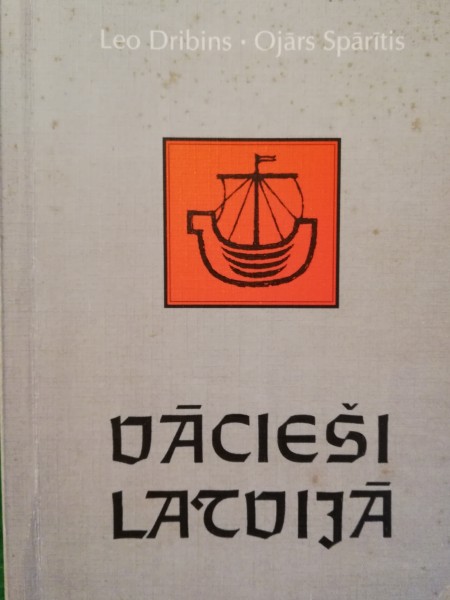 Leo Dribins · Ojārs Spārītis
VĀCIEŠI
LATVIJĀ